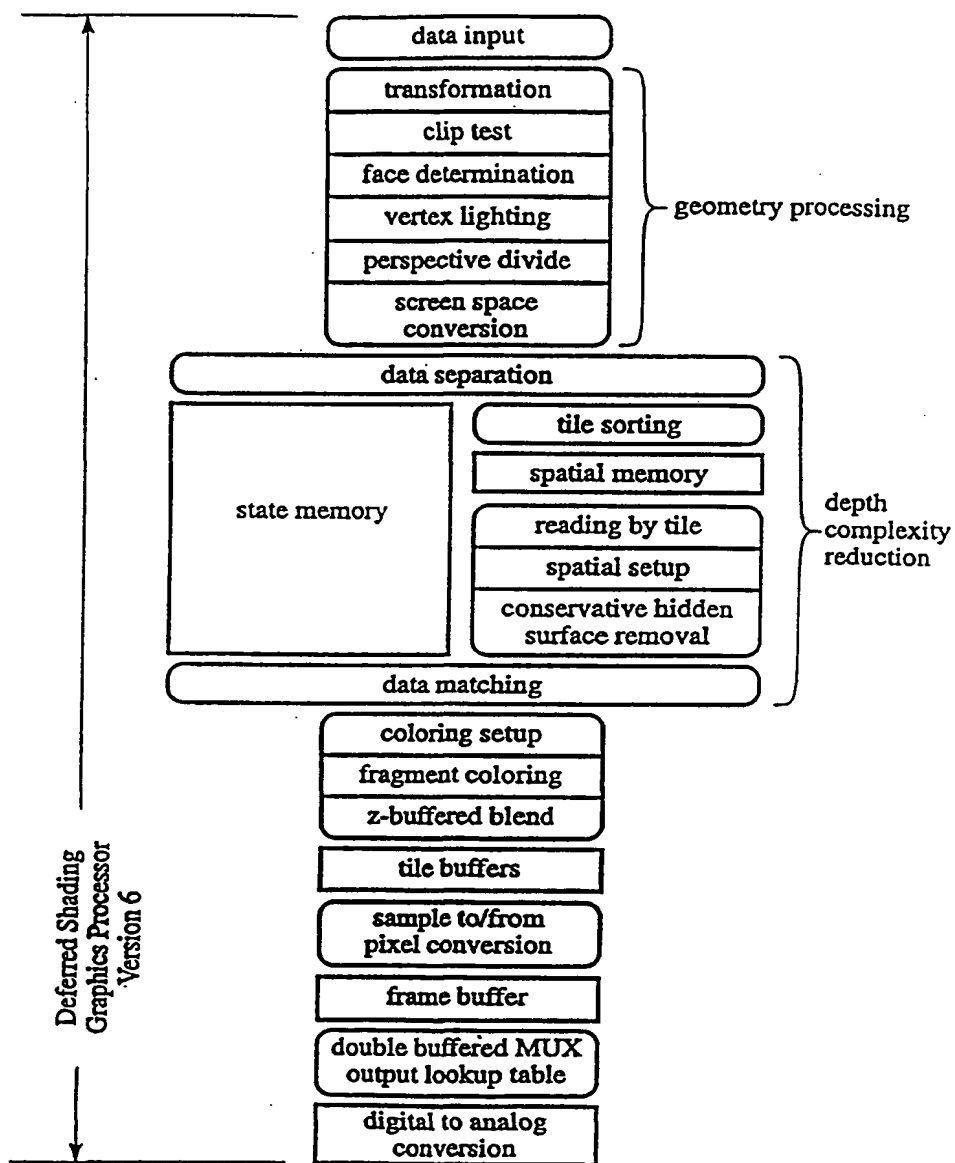 data input
transformation
clip test
face determination
vertex lighting
perspective divide
screen space
conversion
geometry processing
data separation
state memory
tile sorting
spatial memory
reading by tile
spatial setup
conservative hidden
surface removal
depth
complexity
reduction
data matching
coloring setup
fragment coloring
z-buffered blend
tile buffers
sample to/from
pixel conversion
frame buffer
double buffered MUX
output lookup table
digital to analog
conversion
Deferred Shading
Graphics Processor
Version 6